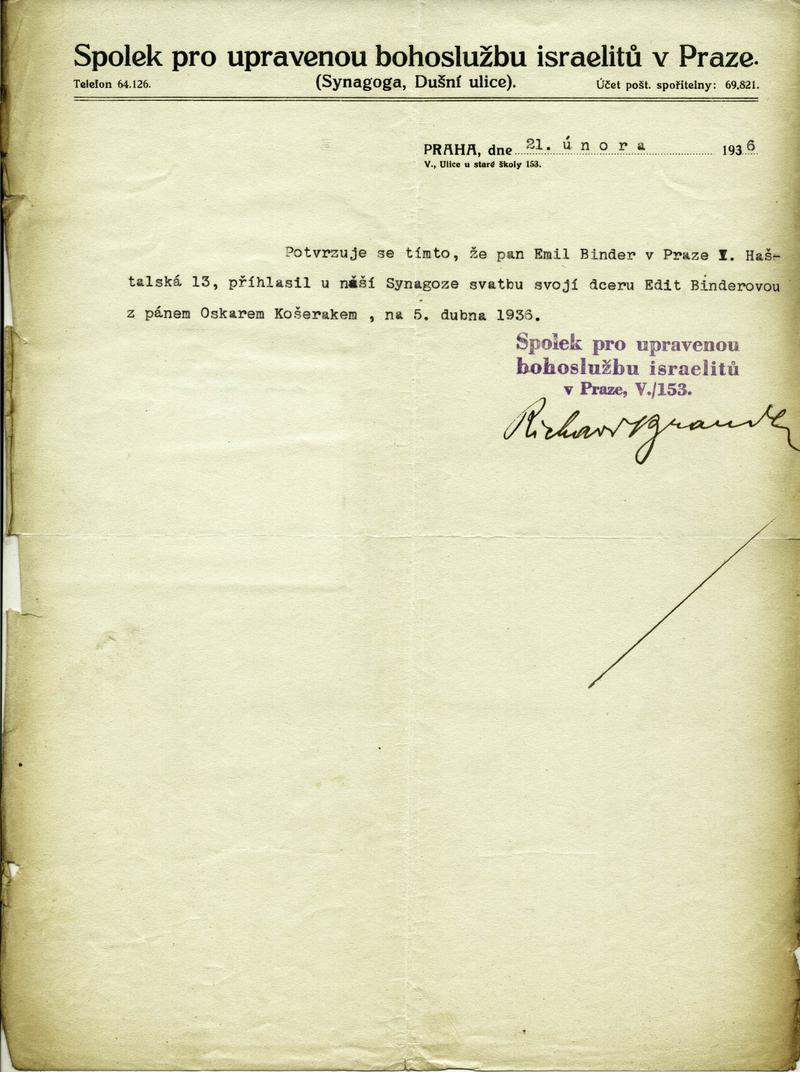 Spolek pro upravenou bohoslužbu israelitů v Praze.
Telefon 64.126. (Synagoga, Dušní ulice). Účet pošt. spořitelny: 69.821.
PRAHA, dne 21. února 1936
V., Ulice u staré školy 153.
Potvrzuje se tímto, že pan Emil Binder v Praze I. Haš-
talská 13, příhlasil u náší Synagoze svatbu svojí dceru Edit Binderovou
z pánem Oskarem Košerakem , na 5. dubna 1936.
Spolek pro upravenou
bohoslužbu israelitů
v Praze, V./153.
Richard